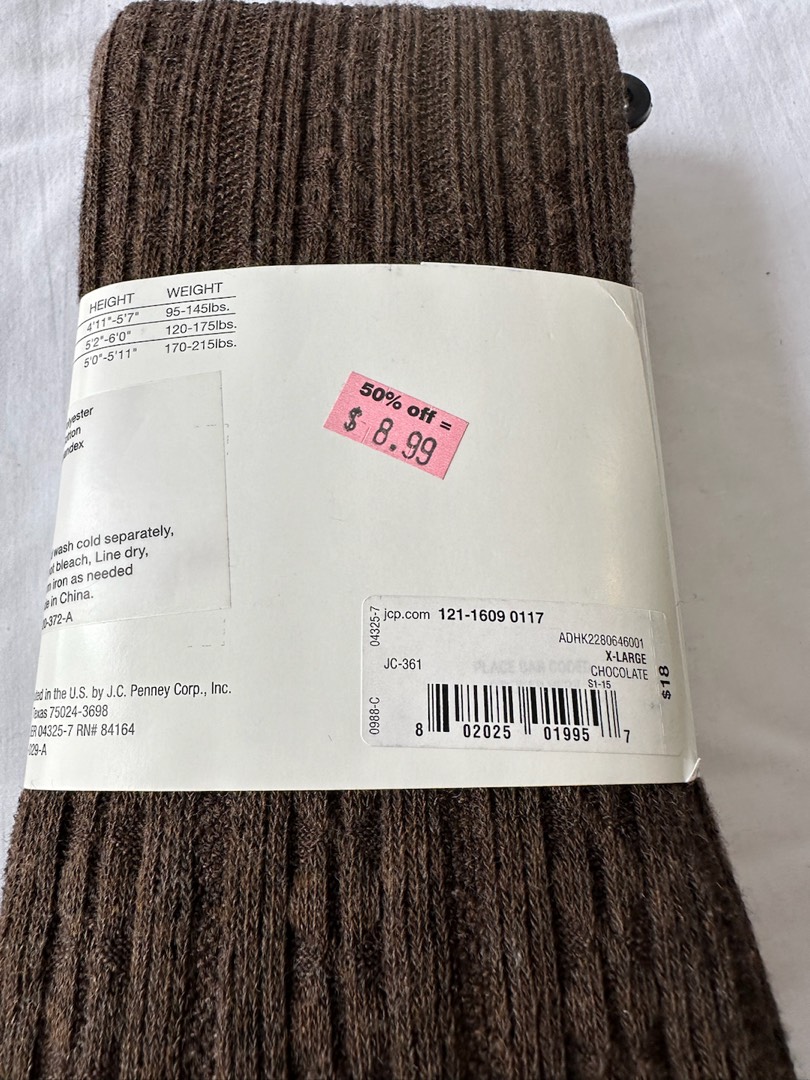 HEIGHT WEIGHT
4'11"-5'7" 95-145lbs.
5'2"-6'0" 120-175lbs.
5'0"-5'11" 170-215lbs.
50% off =
$ 8.99
wash cold separately,
bleach, Line dry,
iron as needed
in China.
-372-A
in the U.S. by J.C. Penney Corp., Inc.
Texas 75024-3698
04325-7 RN# 84164
029-A
04325-7
jcp.com 121-1609 0117
ADHK2280646001
X-LARGE
JC-361
CHOCOLATE
S1-15
$18
0988-C
8 02025 01995 7